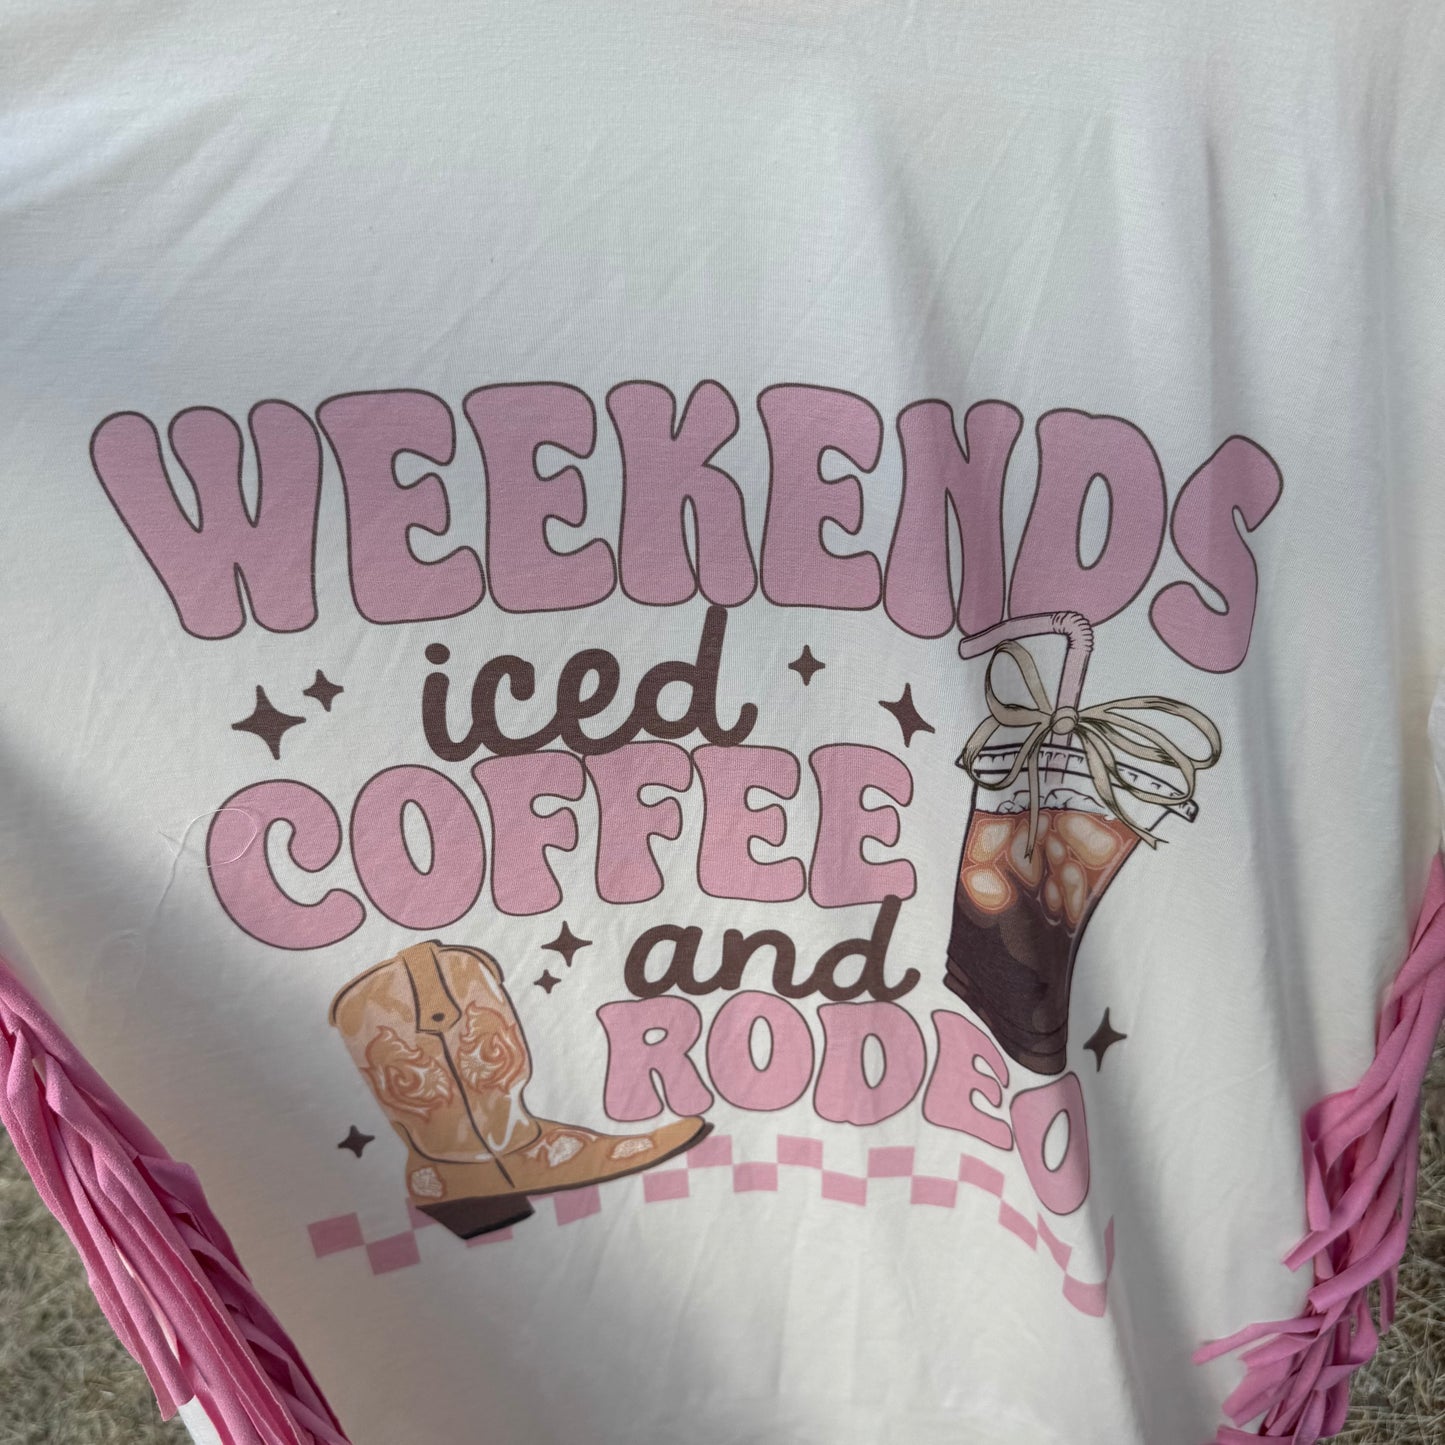 WEEKENDS
iced
COFFEE
and
RODEO